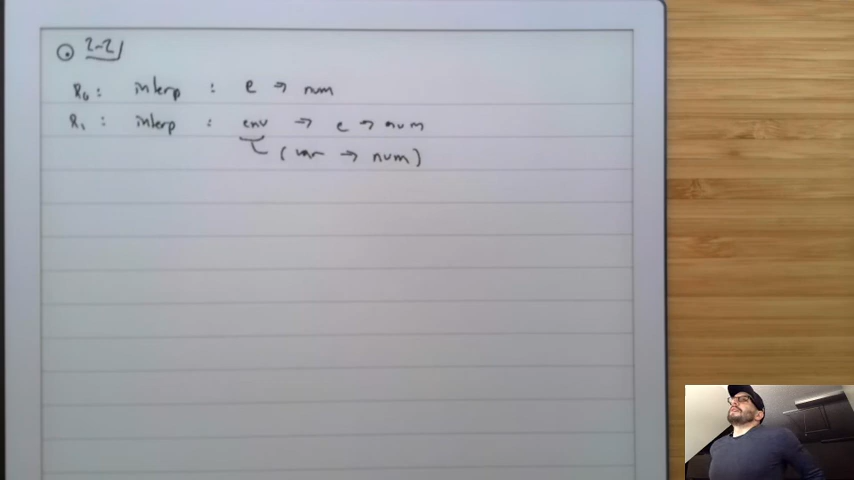 2-2/
R0: interp : e → num
R1: interp : env → e → num
(var → num)